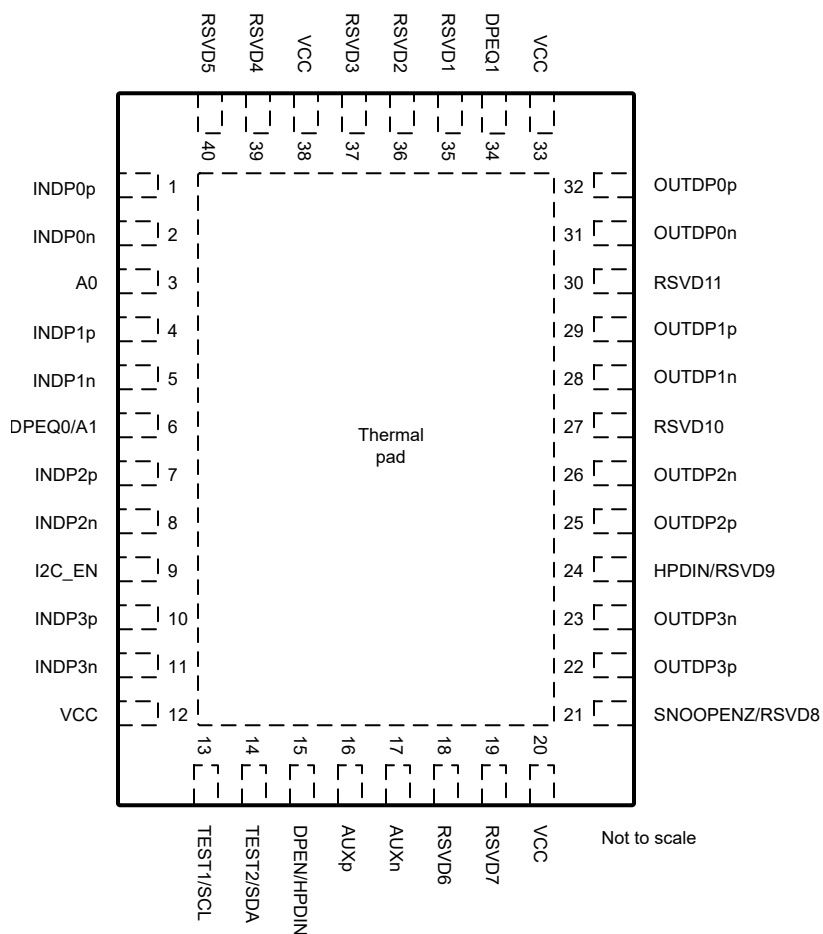 RSVD5
RSVD4
VCC
RSVD3
RSVD2
RSVD1
DPEQ1
VCC
40
39
38
37
36
35
34
33
INDP0p
1
32
OUTDP0p
INDP0n
2
31
OUTDP0n
A0
3
30
RSVD11
INDP1p
4
29
OUTDP1p
INDP1n
5
28
OUTDP1n
DPEQ0/A1
6
27
RSVD10
Thermal
pad
INDP2p
7
26
OUTDP2n
INDP2n
8
25
OUTDP2p
I2C_EN
9
24
HPDIN/RSVD9
INDP3p
10
23
OUTDP3n
INDP3n
11
22
OUTDP3p
VCC
12
21
SNOOPENZ/RSVD8
13
14
15
16
17
18
19
20
TEST1/SCL
TEST2/SDA
DPEN/HPDIN
AUXp
AUXn
RSVD6
RSVD7
VCC
Not to scale